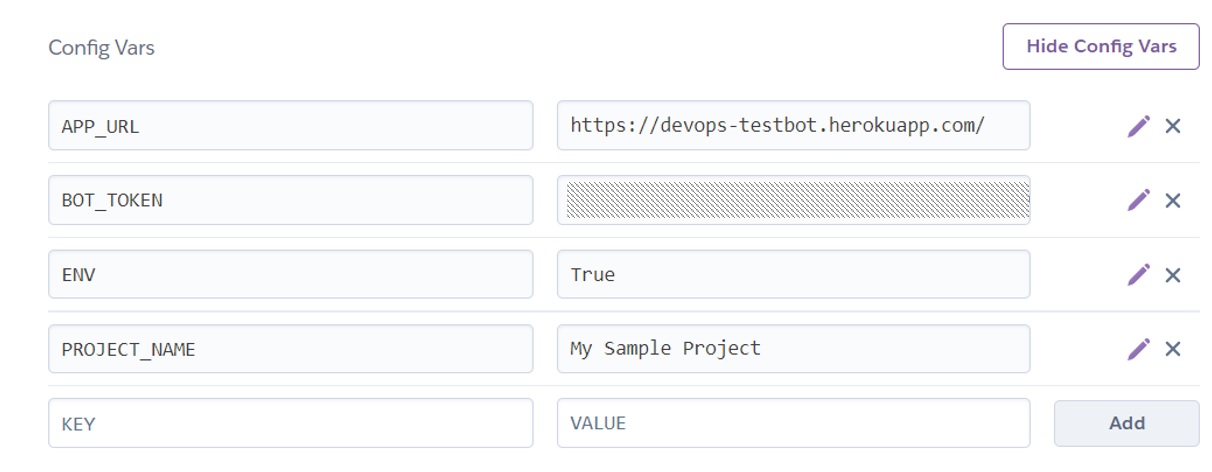 Config Vars
Hide Config Vars
APP_URL https://devops-testbot.herokuapp.com/
BOT_TOKEN
ENV True
PROJECT_NAME My Sample Project
KEY VALUE Add